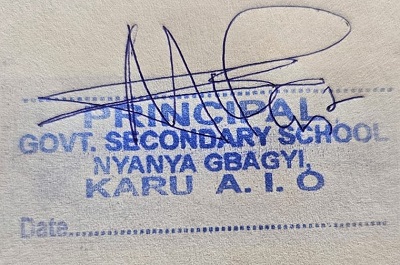 PRINCIPAL
GOVT. SECONDARY SCHOOL
NYANYA GBAGYI,
KARU A. I. O
Date